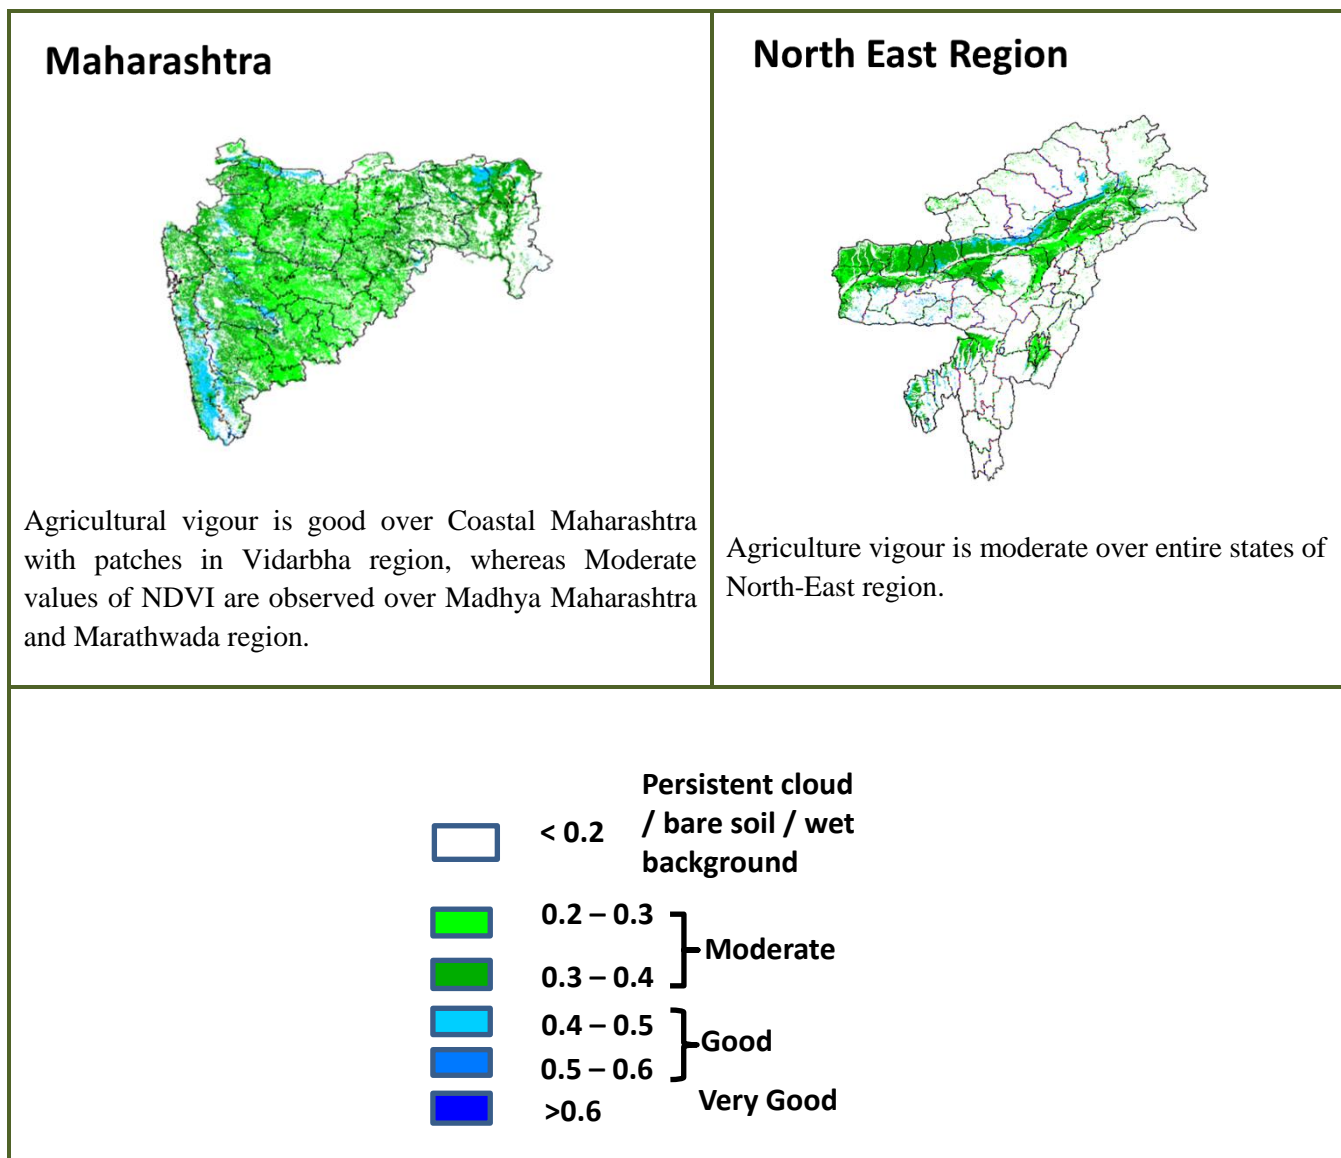 Maharashtra
Agricultural vigour is good over Coastal Maharashtra
with patches in Vidarbha region, whereas Moderate
values of NDVI are observed over Madhya Maharashtra
and Marathwada region.
North East Region
Agriculture vigour is moderate over entire states of
North-East region.
< 0.2
Persistent cloud
/ bare soil / wet
background
0.2 – 0.3
0.3 – 0.4
Moderate
0.4 – 0.5
0.5 – 0.6
Good
>0.6
Very Good